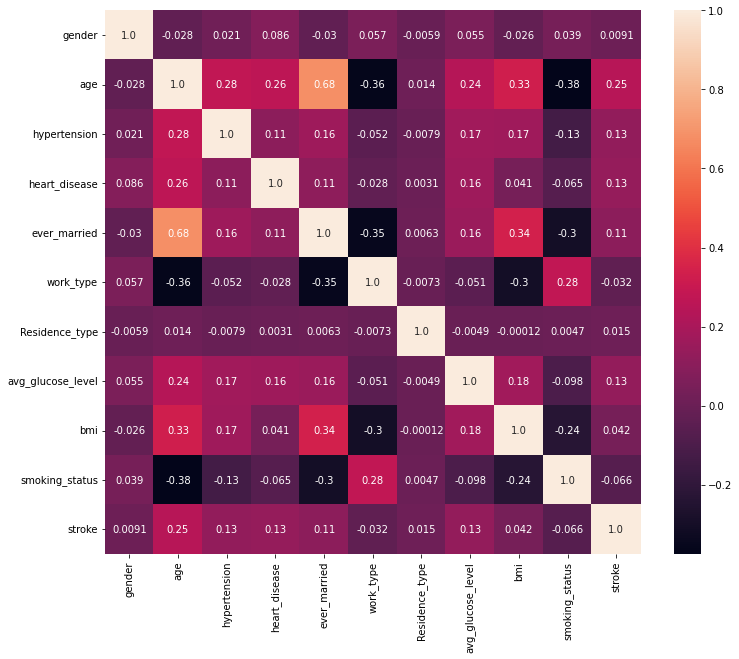 gender 1.0 -0.028 0.021 0.086 -0.03 0.057 -0.0059 0.055 -0.026 0.039 0.0091
age -0.028 1.0 0.28 0.26 0.68 -0.36 0.014 0.24 0.33 -0.38 0.25
hypertension 0.021 0.28 1.0 0.11 0.16 -0.052 -0.0079 0.17 0.17 -0.13 0.13
heart_disease 0.086 0.26 0.11 1.0 0.11 -0.028 0.0031 0.16 0.041 -0.065 0.13
ever_married -0.03 0.68 0.16 0.11 1.0 -0.35 0.0063 0.16 0.34 -0.3 0.11
work_type 0.057 -0.36 -0.052 -0.028 -0.35 1.0 -0.0073 -0.051 -0.3 0.28 -0.032
Residence_type -0.0059 0.014 -0.0079 0.0031 0.0063 -0.0073 1.0 -0.0049 -0.00012 0.0047 0.015
avg_glucose_level 0.055 0.24 0.17 0.16 0.16 -0.051 -0.0049 1.0 0.18 -0.098 0.13
bmi -0.026 0.33 0.17 0.041 0.34 -0.3 -0.00012 0.18 1.0 -0.24 0.042
smoking_status 0.039 -0.38 -0.13 -0.065 -0.3 0.28 0.0047 -0.098 -0.24 1.0 -0.066
stroke 0.0091 0.25 0.13 0.13 0.11 -0.032 0.015 0.13 0.042 -0.066 1.0
gender
age
hypertension
heart_disease
ever_married
work_type
Residence_type
avg_glucose_level
bmi
smoking_status
stroke
1.0
0.8
0.6
0.4
0.2
0.0
−0.2